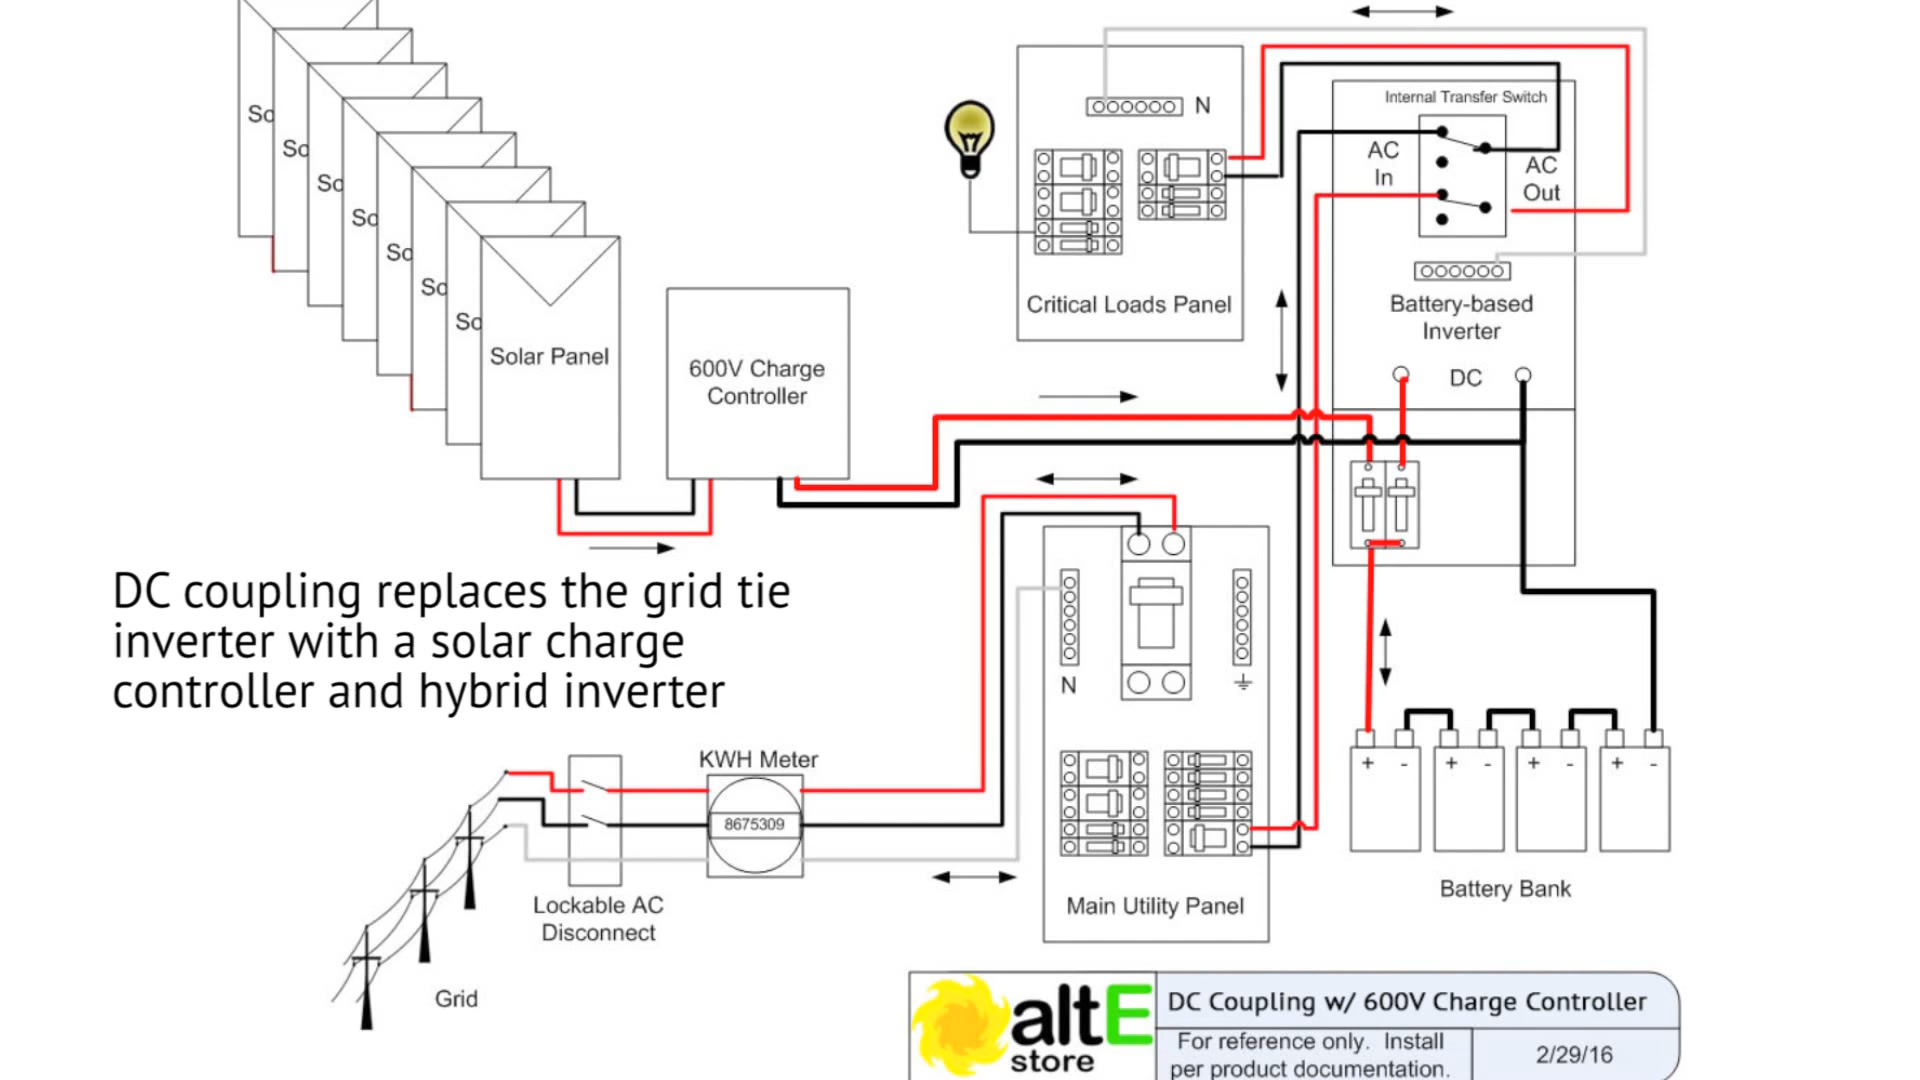 So
So
So
So
So
So
So
Solar Panel
600V Charge
Controller
N
Critical Loads Panel
Internal Transfer Switch
AC
In
AC
Out
Battery-based
Inverter
DC
DC coupling replaces the grid tie
inverter with a solar charge
controller and hybrid inverter
N
Main Utility Panel
+ - + - + - + -
Battery Bank
KWH Meter
8675309
Lockable AC
Disconnect
Grid
altE
store
DC Coupling w/ 600V Charge Controller
For reference only. Install
per product documentation.
2/29/16